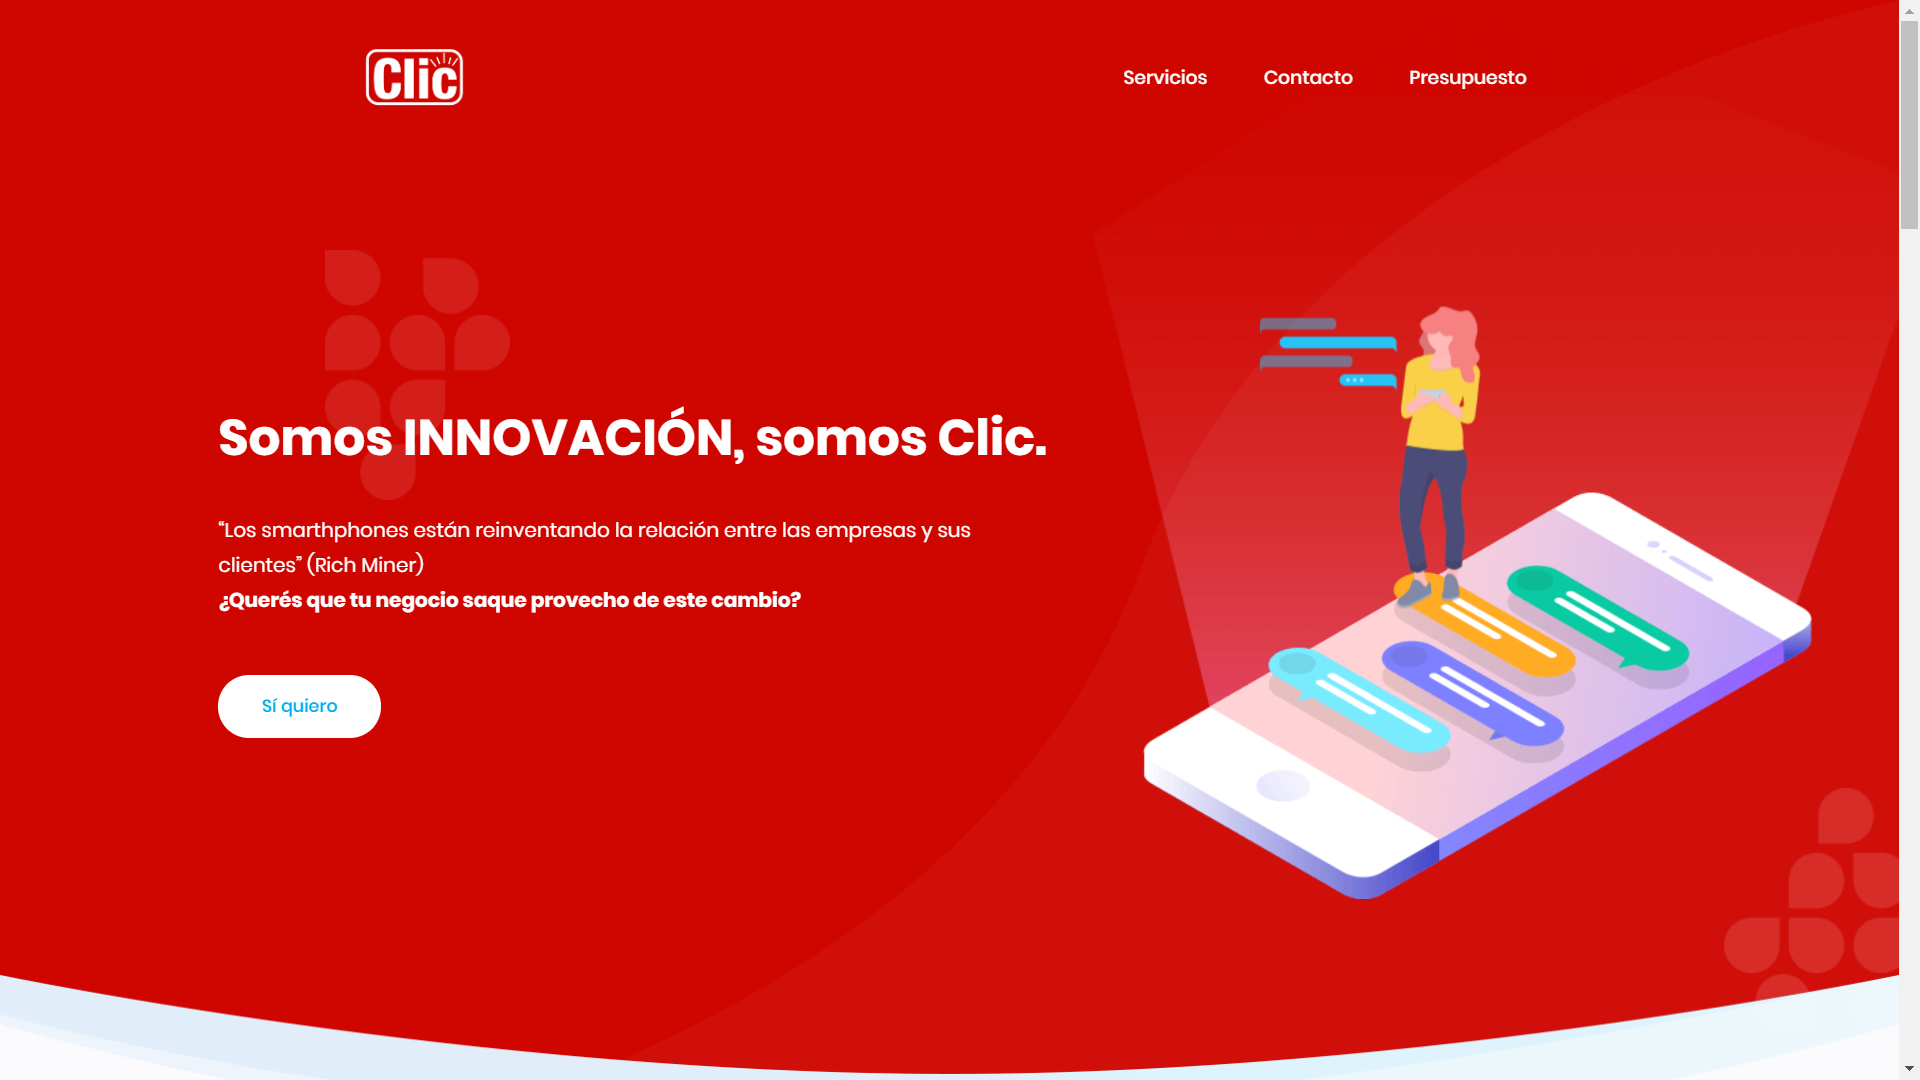 Clic
Servicios
Contacto
Presupuesto
Somos INNOVACIÓN, somos Clic.
“Los smarthphones están reinventando la relación entre las empresas y sus
clientes” (Rich Miner)
¿Querés que tu negocio saque provecho de este cambio?
Sí quiero